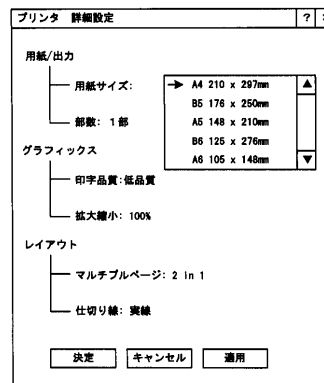 プリンタ 詳細設定 ?
用紙/出力
用紙サイズ: → A4 210 x 297mm ▲
B5 176 x 250mm
部数: 1部 A5 148 x 210mm
B6 125 x 276mm
A6 105 x 148mm ▼
グラフィックス
印字品質:低品質
拡大縮小: 100%
レイアウト
マルチプルページ: 2 in 1
仕切り線: 実線
決定 キャンセル 適用